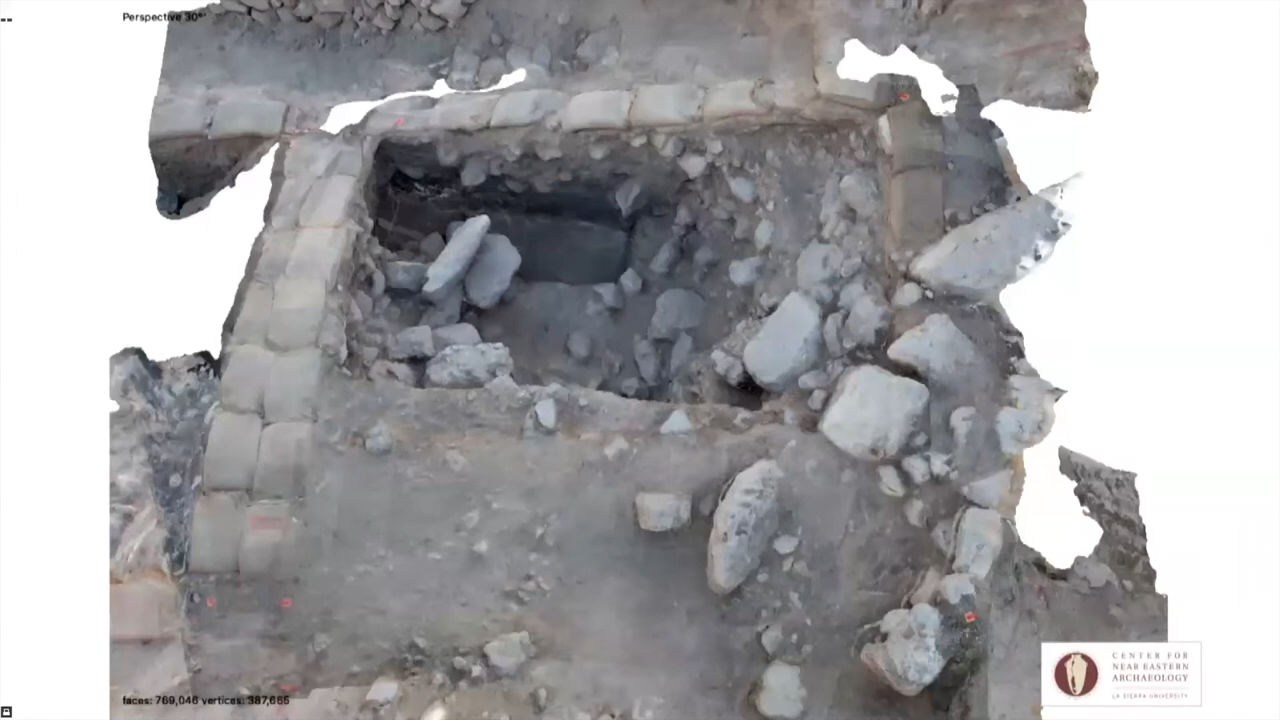 Perspective 30°
CENTER FOR
NEAR EASTERN
ARCHAEOLOGY
LA SIERRA UNIVERSITY
faces: 769,046 vertices: 387,665